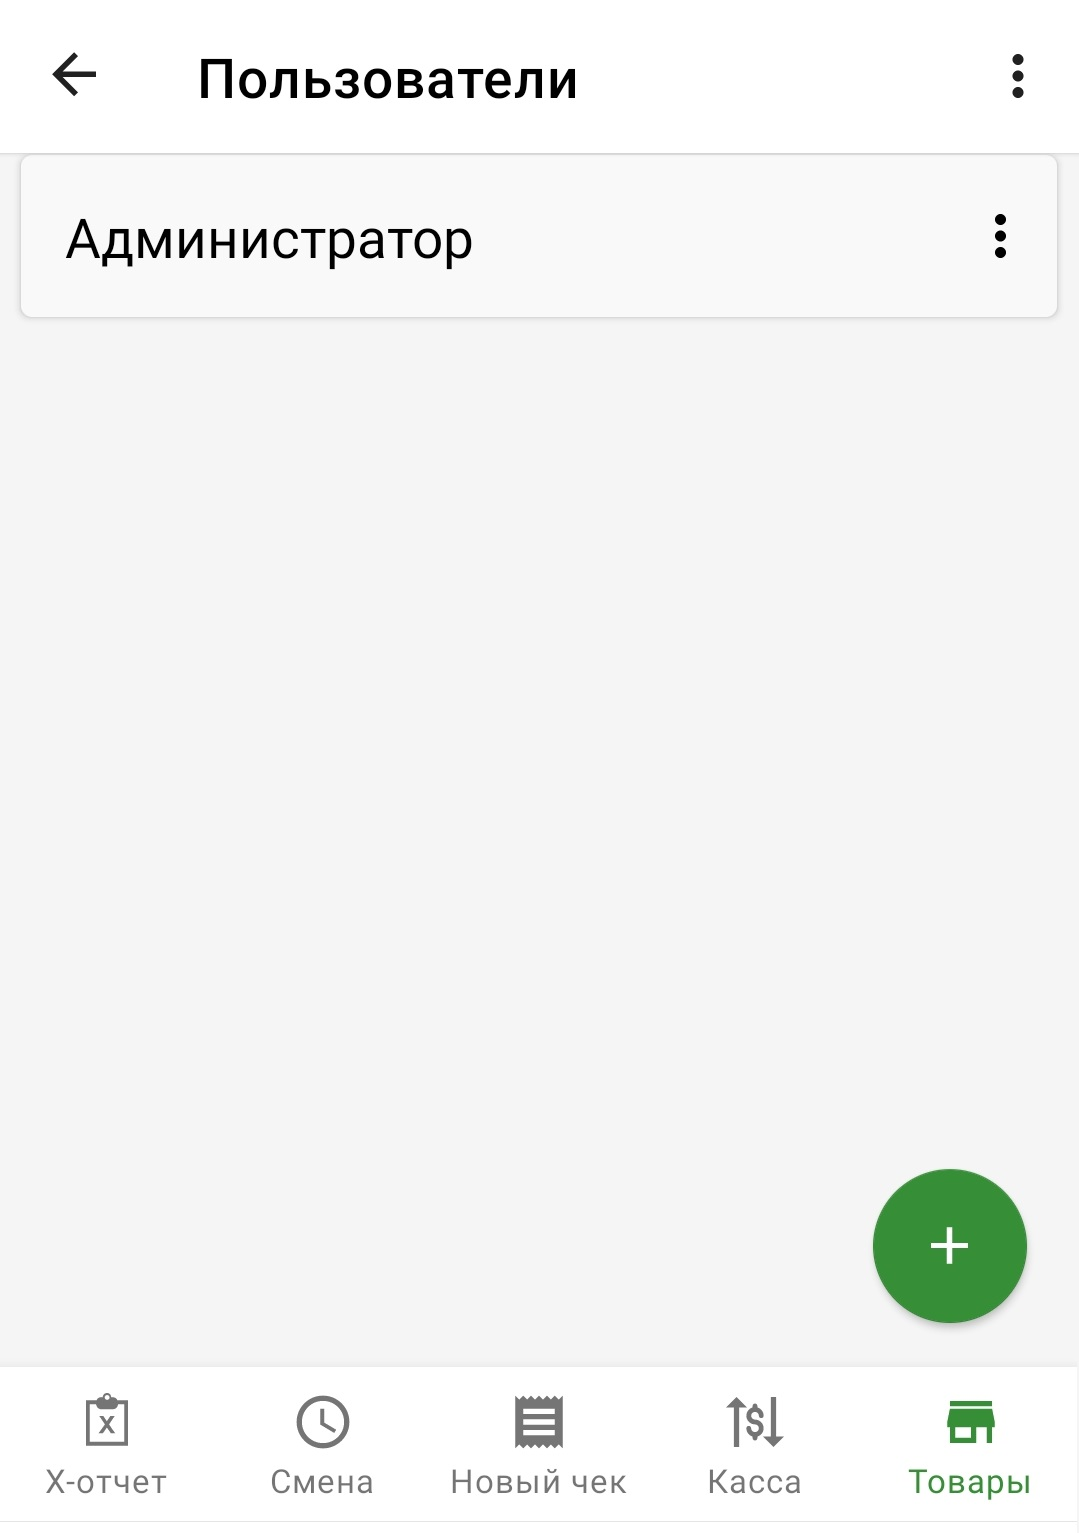 Пользователи
Администратор
X-отчет
Смена
Новый чек
Касса
Товары